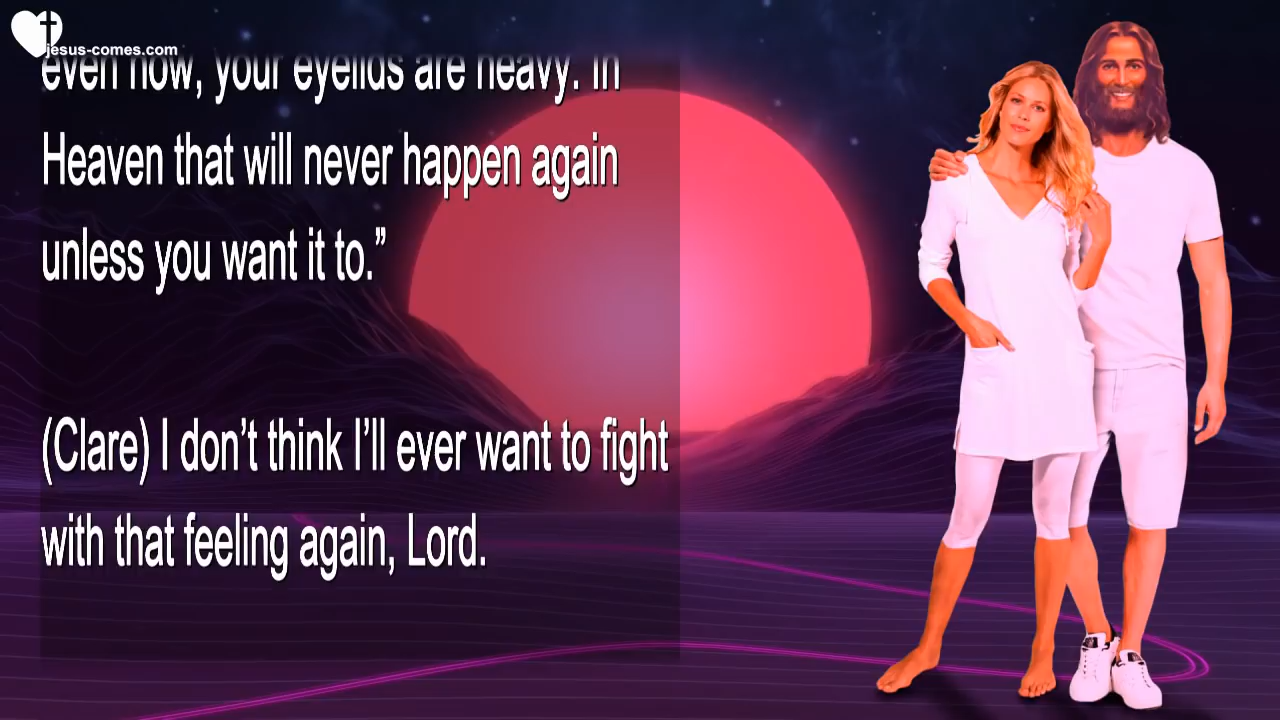 jesus-comes.com
even now, your eyelids are heavy. In
Heaven that will never happen again
unless you want it to.”
(Clare) I don’t think I’ll ever want to fight
with that feeling again, Lord.